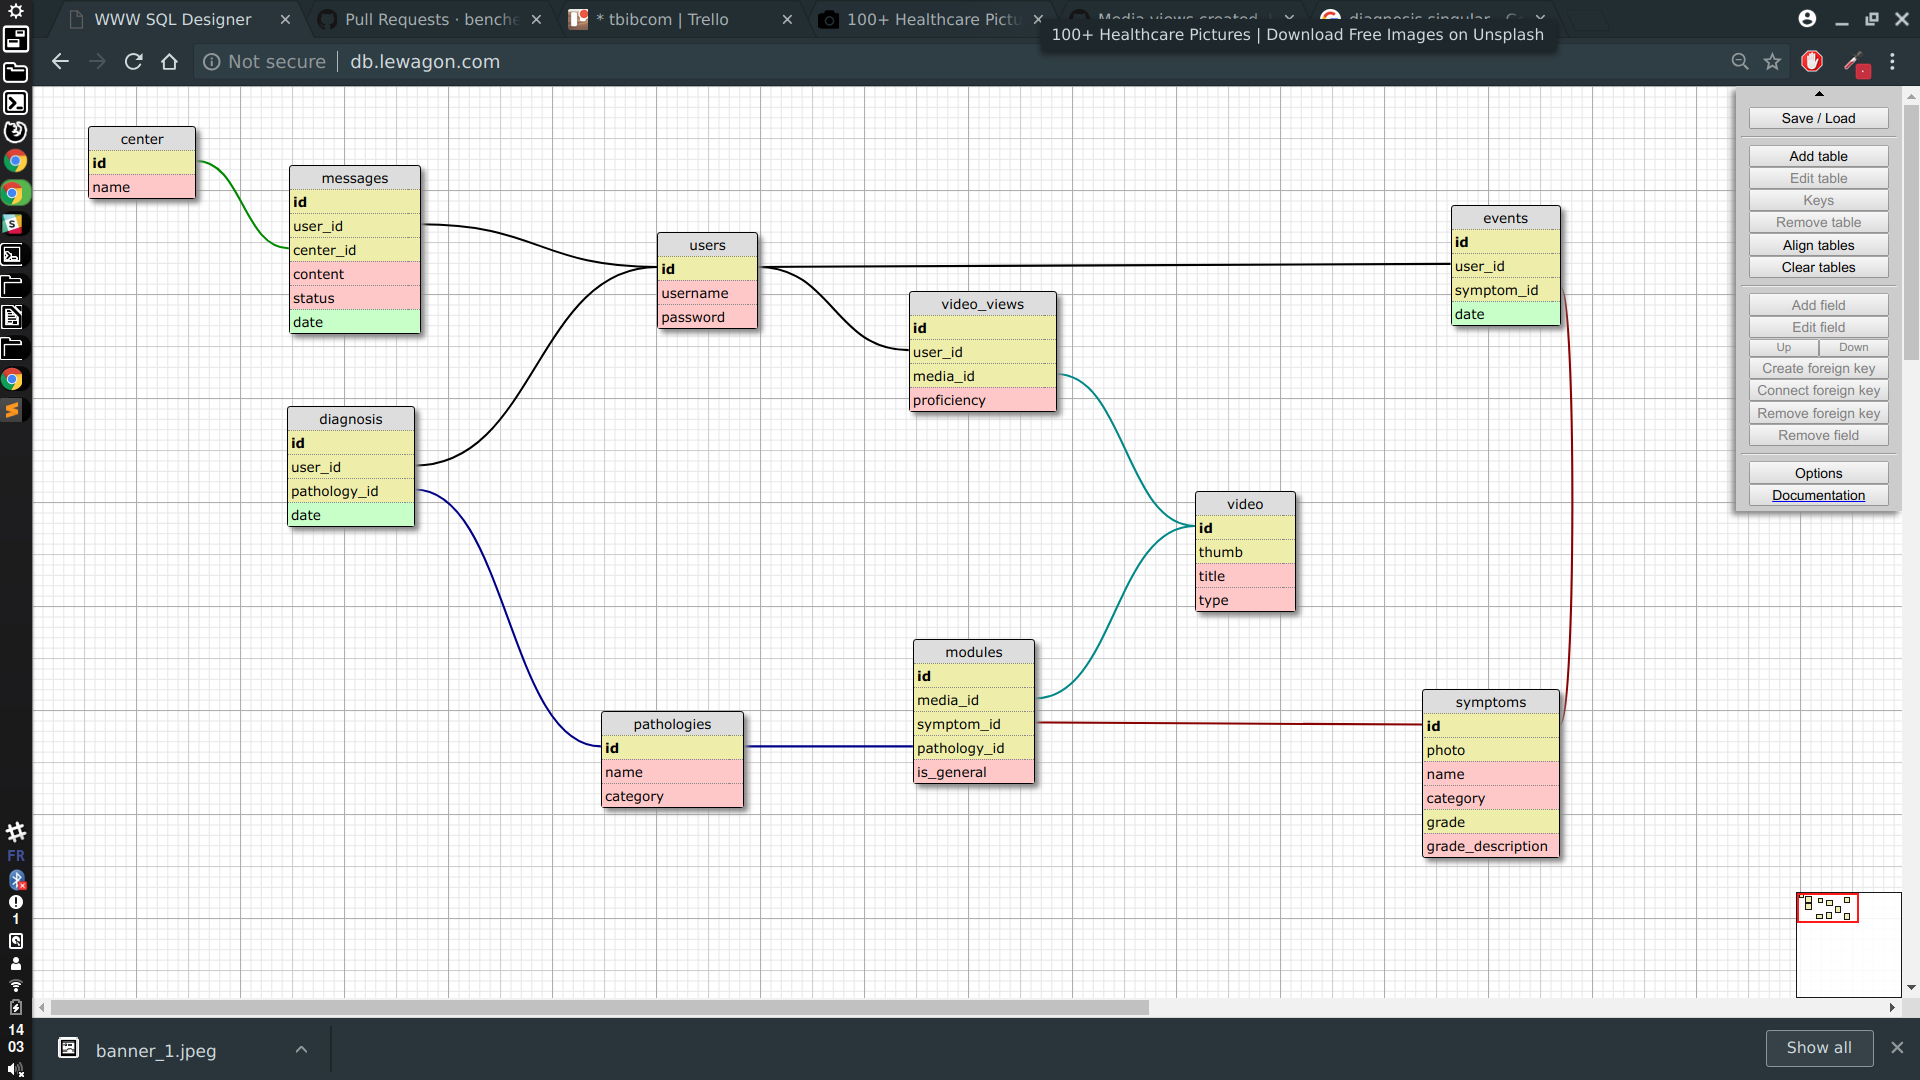 WWW SQL Designer
Pull Requests · benche
* tbibcom | Trello
100+ Healthcare Pictu
100+ Healthcare Pictures | Download Free Images on Unsplash
Not secure
db.lewagon.com
center
id
name
messages
id
user_id
center_id
content
status
date
users
id
username
password
events
id
user_id
symptom_id
date
video_views
id
user_id
media_id
proficiency
diagnosis
id
user_id
pathology_id
date
video
id
thumb
title
type
modules
id
media_id
symptom_id
pathology_id
is_general
pathologies
id
name
category
symptoms
id
photo
name
category
grade
grade_description
Save / Load
Add table
Edit table
Keys
Remove table
Align tables
Clear tables
Add field
Edit field
Up
Down
Create foreign key
Connect foreign key
Remove foreign key
Remove field
Options
Documentation
FR
1
14
03
banner_1.jpeg
Show all